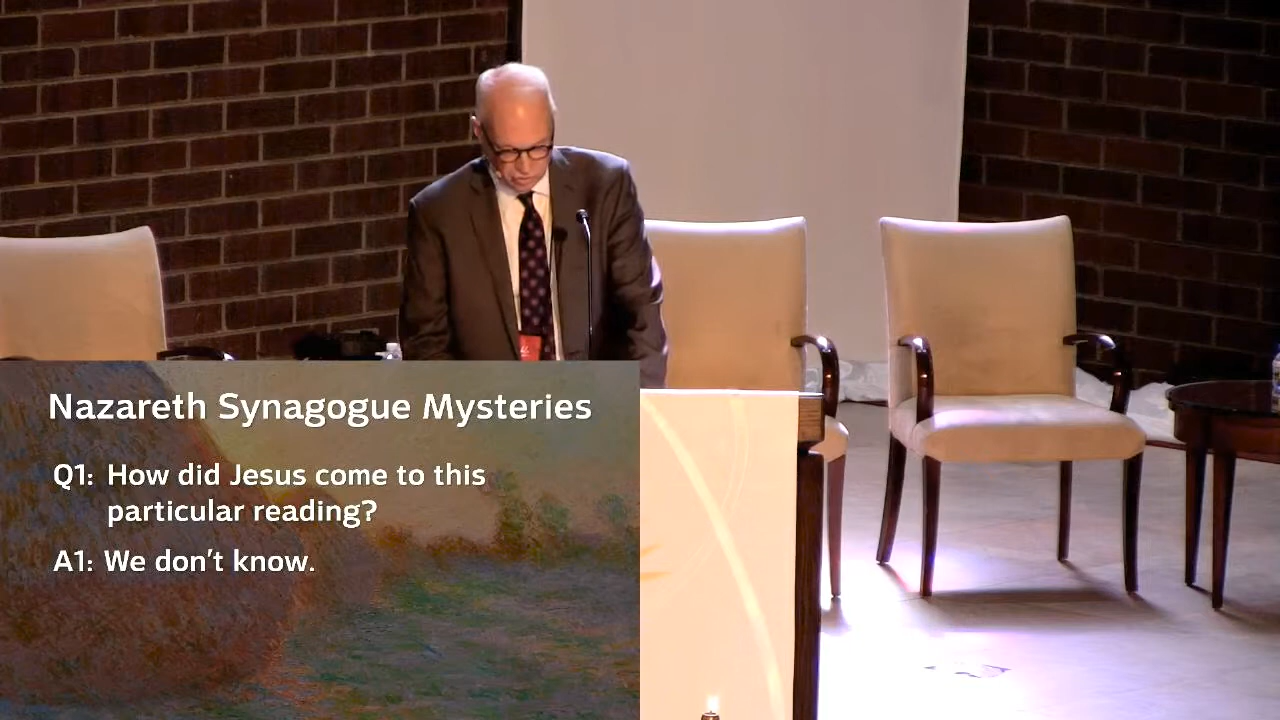 Nazareth Synagogue Mysteries
Q1: How did Jesus come to this
particular reading?
A1: We don't know.